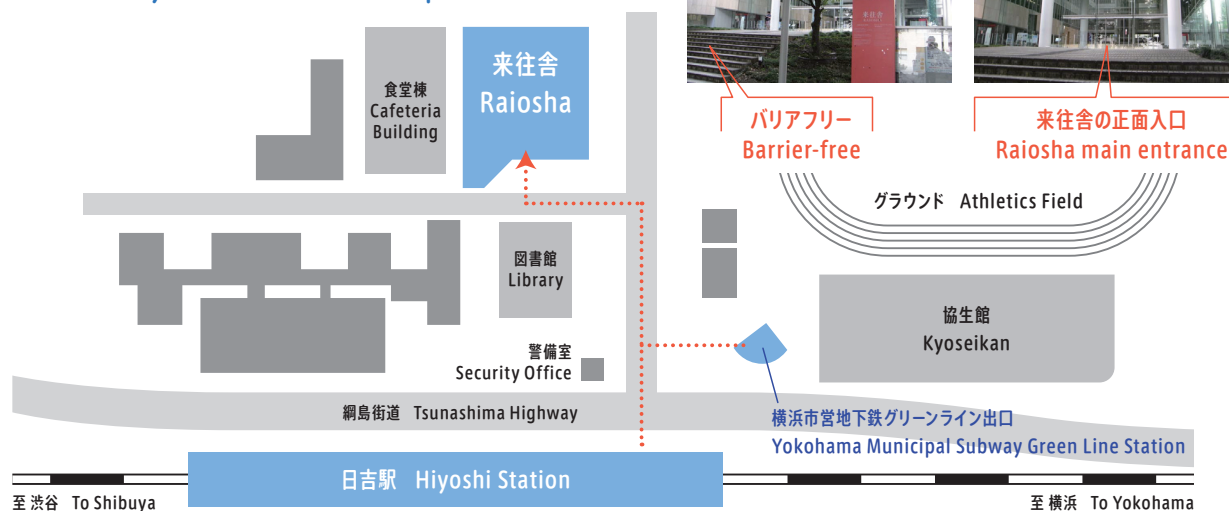 来往舎
Raiosha
食堂棟
Cafeteria
Building
来往舎
バリアフリー
Barrier-free
来往舎の正面入口
Raiosha main entrance
グラウンド Athletics Field
図書館
Library
協生館
Kyoseikan
警備室
Security Office
綱島街道 Tsunashima Highway
横浜市営地下鉄グリーンライン出口
Yokohama Municipal Subway Green Line Station
日吉駅 Hiyoshi Station
至 渋谷 To Shibuya
至 横浜 To Yokohama